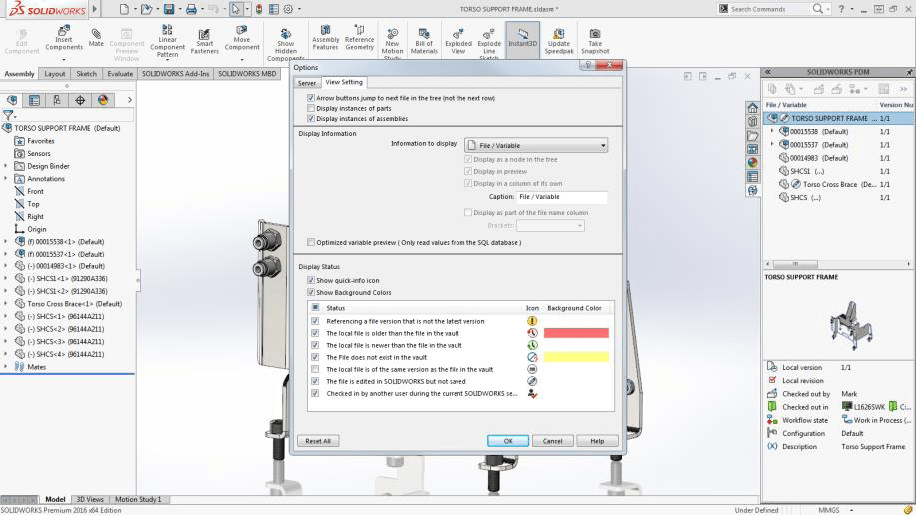 SOLIDWORKS
TORSO SUPPORT FRAME.sldasm *
Search Commands
Edit Component
Insert Components
Mate
Component Preview Window
Linear Component Pattern
Smart Fasteners
Move Component
Show Hidden Components
Assembly Features
Reference Geometry
New Motion Study
Bill of Materials
Exploded View
Explode Line Sketch
Instant3D
Update Speedpak
Take Snapshot
Assembly
Layout
Sketch
Evaluate
SOLIDWORKS Add-Ins
SOLIDWORKS MBD
TORSO SUPPORT FRAME (Default)
Favorites
Sensors
Design Binder
Annotations
Front
Top
Right
Origin
(f) 00015538<1> (Default)
(f) 00015537<1> (Default)
(-) 00014983<1> (Default)
(-) SHCS1<1> (91290A336)
(-) SHCS1<2> (91290A336)
Torso Cross Brace<1> (Default)
(-) SHCS<1> (96144A211)
(-) SHCS<2> (96144A211)
(-) SHCS<3> (96144A211)
(-) SHCS<4> (96144A211)
Mates
Options
Server
View Setting
Arrow buttons jump to next file in the tree (not the next row)
Display instances of parts
Display instances of assemblies
Display Information
Information to display
File / Variable
Display as a node in the tree
Display in preview
Display in a column of its own
Caption:
File / Variable
Display as part of the file name column
Brackets:
Optimized variable preview ( Only read values from the SQL database )
Display Status
Show quick-info icon
Show Background Colors
Status
Icon
Background Color
Referencing a file version that is not the latest version
The local file is older than the file in the vault
The local file is newer than the file in the vault
The File does not exist in the vault
The local file is of the same version as the file in the vault
The file is edited in SOLIDWORKS but not saved
Checked in by another user during the current SOLIDWORKS se...
Reset All
OK
Cancel
Help
SOLIDWORKS PDM
File / Variable
Version Nu
TORSO SUPPORT FRAME ... 1/1
00015538 (Default) 1/1
00015537 (Default) 1/1
00014983 (Default) 1/1
SHCS1 (...) 1/1
Torso Cross Brace (De... 1/1
SHCS (...) 1/1
TORSO SUPPORT FRAME
Local version 1/1
Local revision
Checked out by Mark
Checked out in L1626SWK C:...
Workflow state Work in Process (...
Configuration Default
Description Torso Support Frame
Model
3D Views
Motion Study 1
SOLIDWORKS Premium 2016 x64 Edition
Under Defined
MMGS